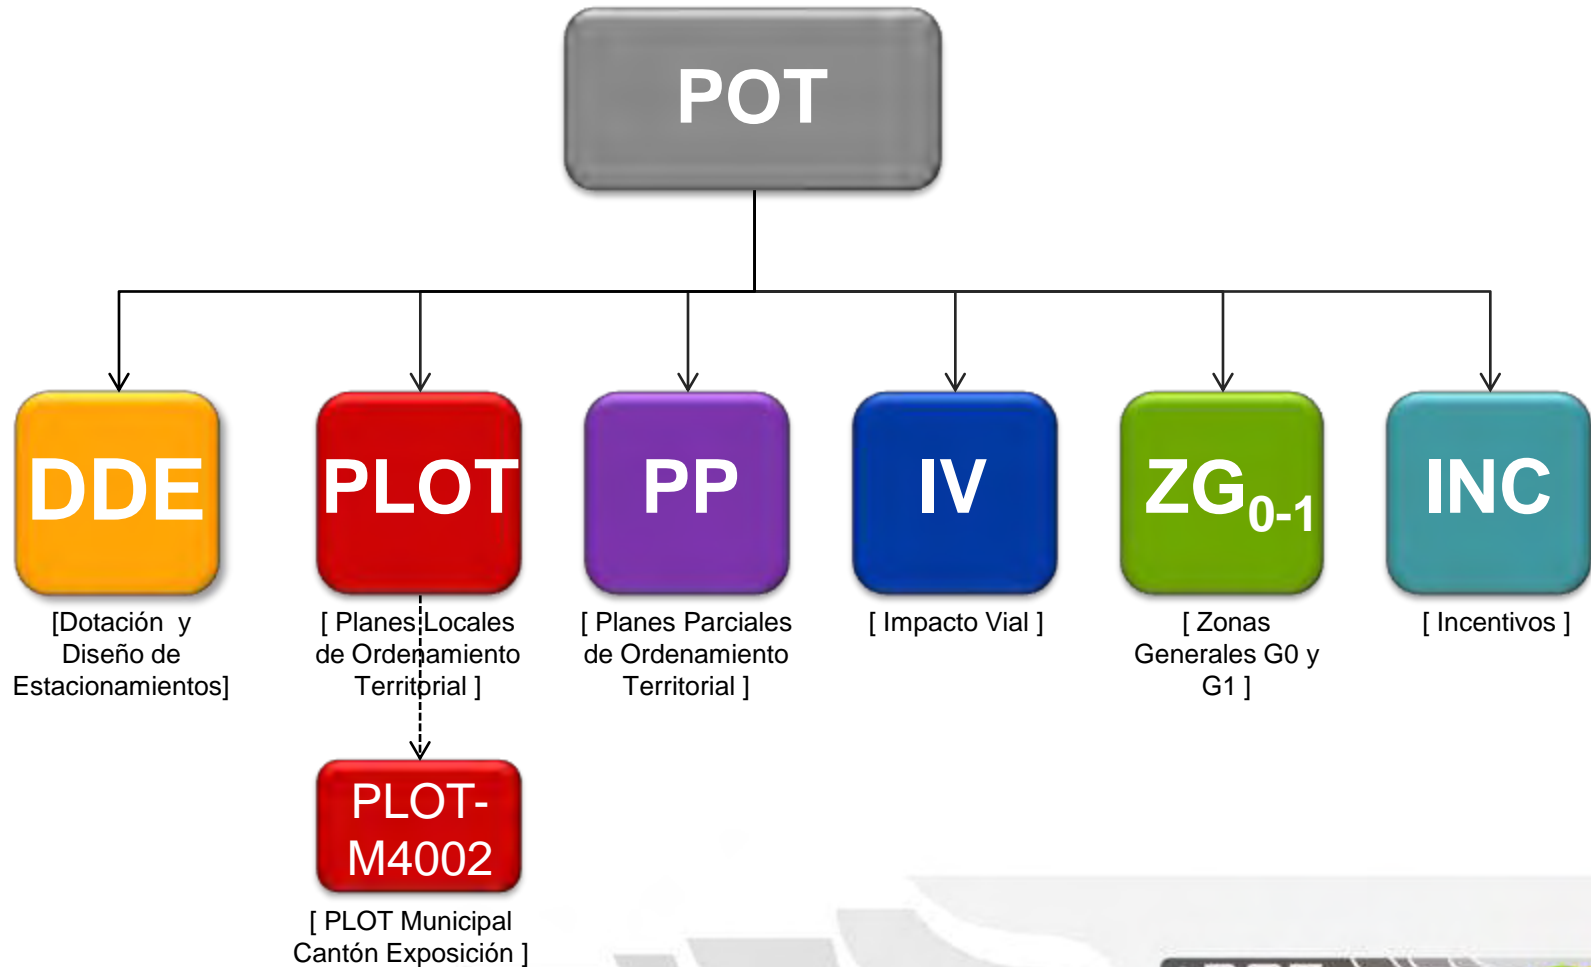 POT
DDE
PLOT
PP
IV
ZG0-1
INC
[Dotación y
Diseño de
Estacionamientos]
[ Planes Locales
de Ordenamiento
Territorial ]
[ Planes Parciales
de Ordenamiento
Territorial ]
[ Impacto Vial ]
[ Zonas
Generales G0 y
G1 ]
[ Incentivos ]
PLOT-
M4002
[ PLOT Municipal
Cantón Exposición ]